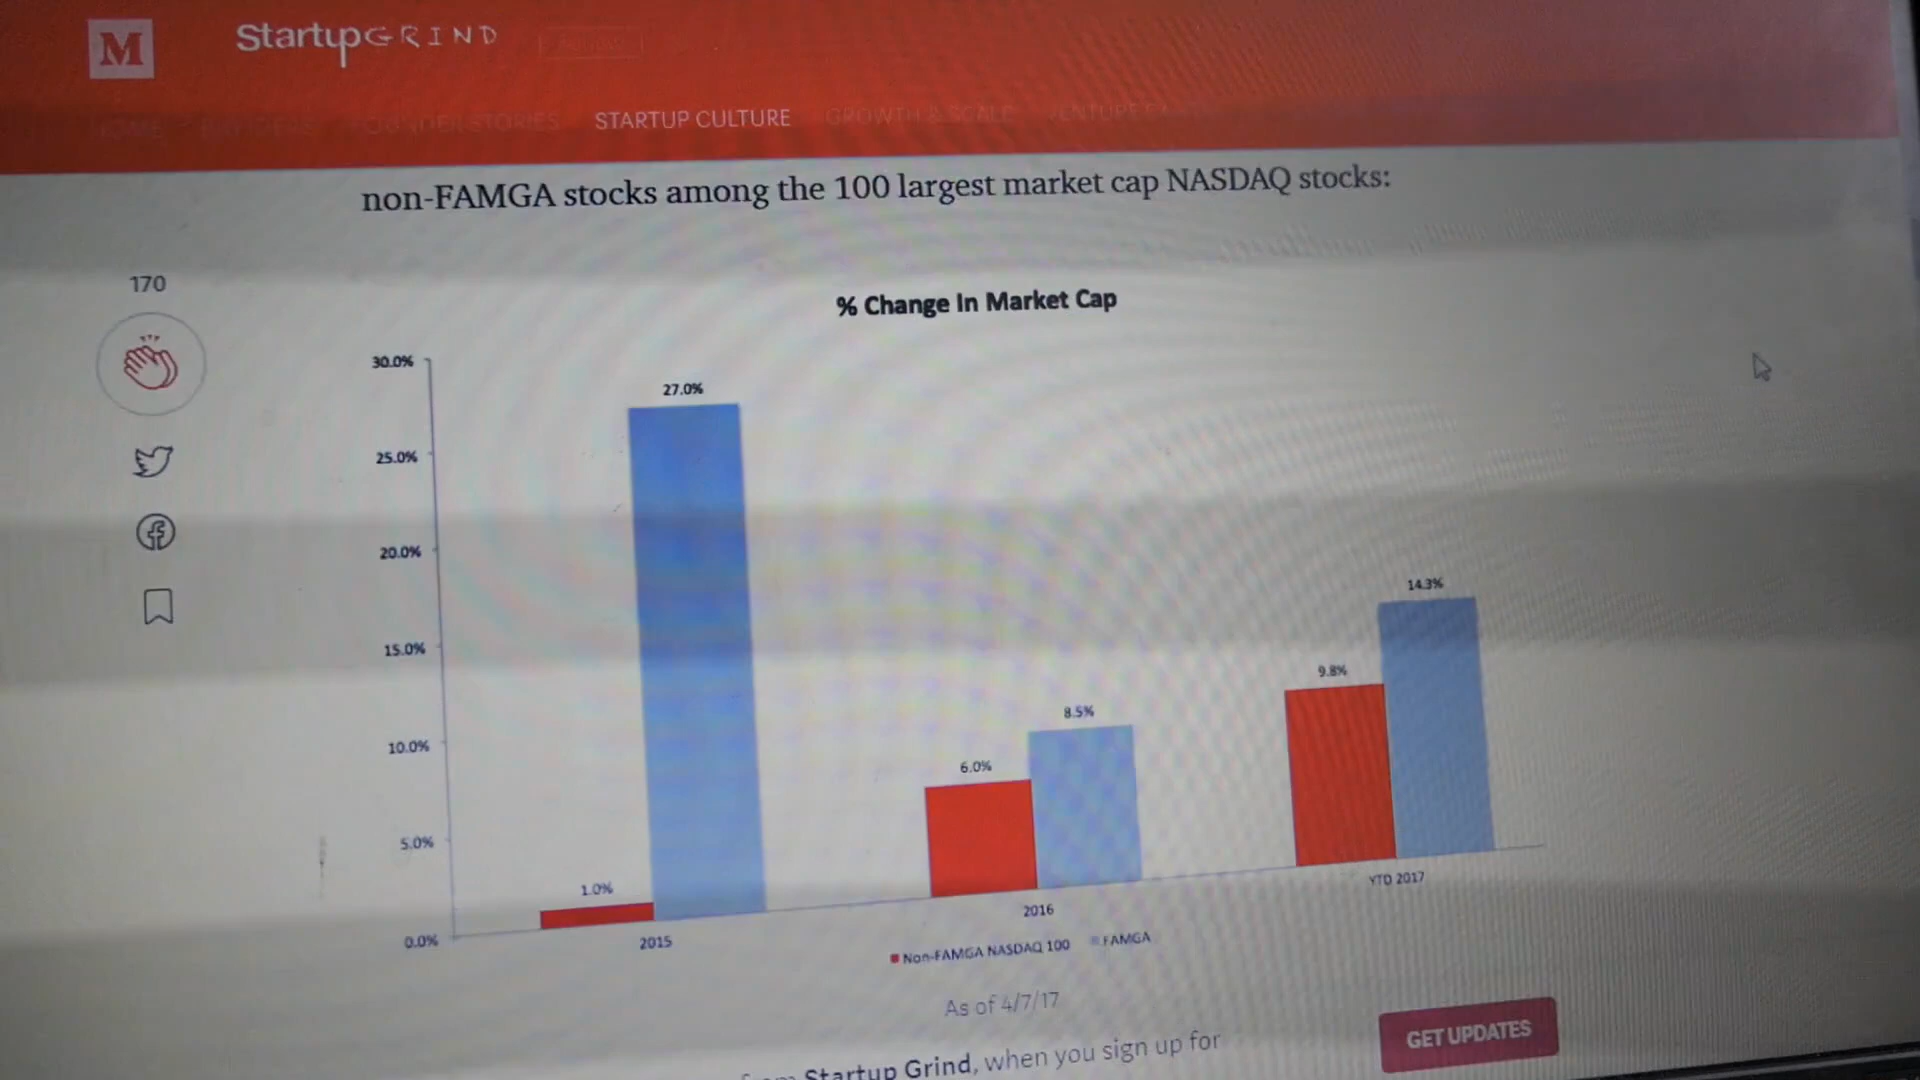 M
StartupGRIND
STARTUP CULTURE
GROWTH & SCALE
non-FAMGA stocks among the 100 largest market cap NASDAQ stocks:
170
% Change In Market Cap
30.0%
25.0%
20.0%
15.0%
10.0%
5.0%
0.0%
1.0%
27.0%
6.0%
8.5%
9.8%
14.3%
2015
2016
YTD 2017
Non-FAMGA NASDAQ 100
FAMGA
As of 4/7/17
Startup Grind, when you sign up for
GET UPDATES